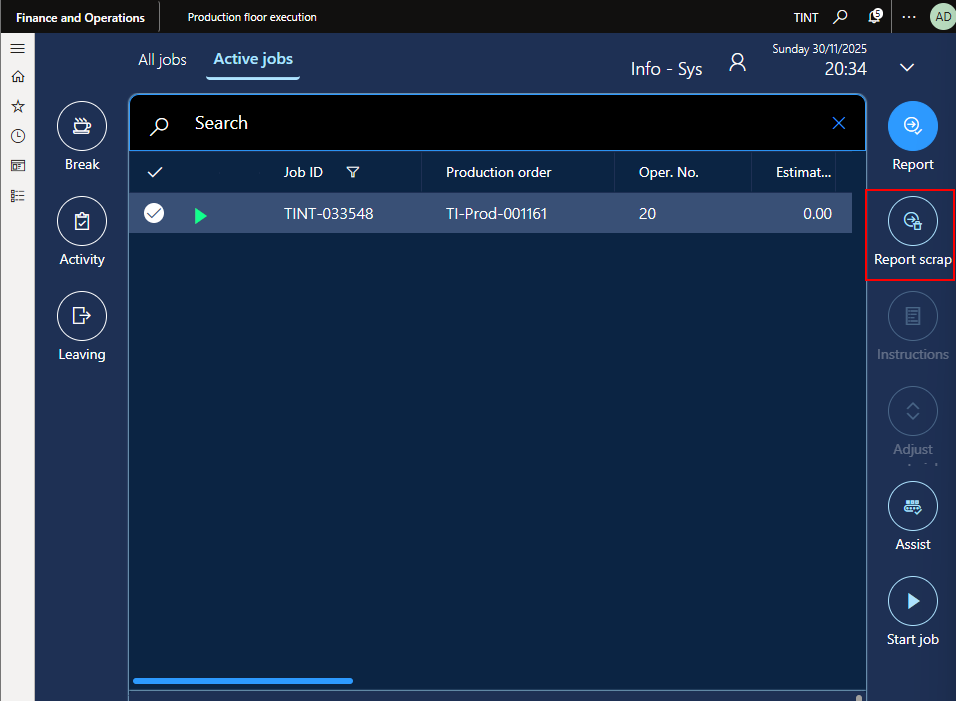 Finance and Operations
Production floor execution
TINT
5
AD
All jobs
Active jobs
Info - Sys
Sunday 30/11/2025
20:34
Break
Activity
Leaving
Search
Job ID
Production order
Oper. No.
Estimat...
TINT-033548
TI-Prod-001161
20
0.00
Report
Report scrap
Instructions
Adjust
Assist
Start job